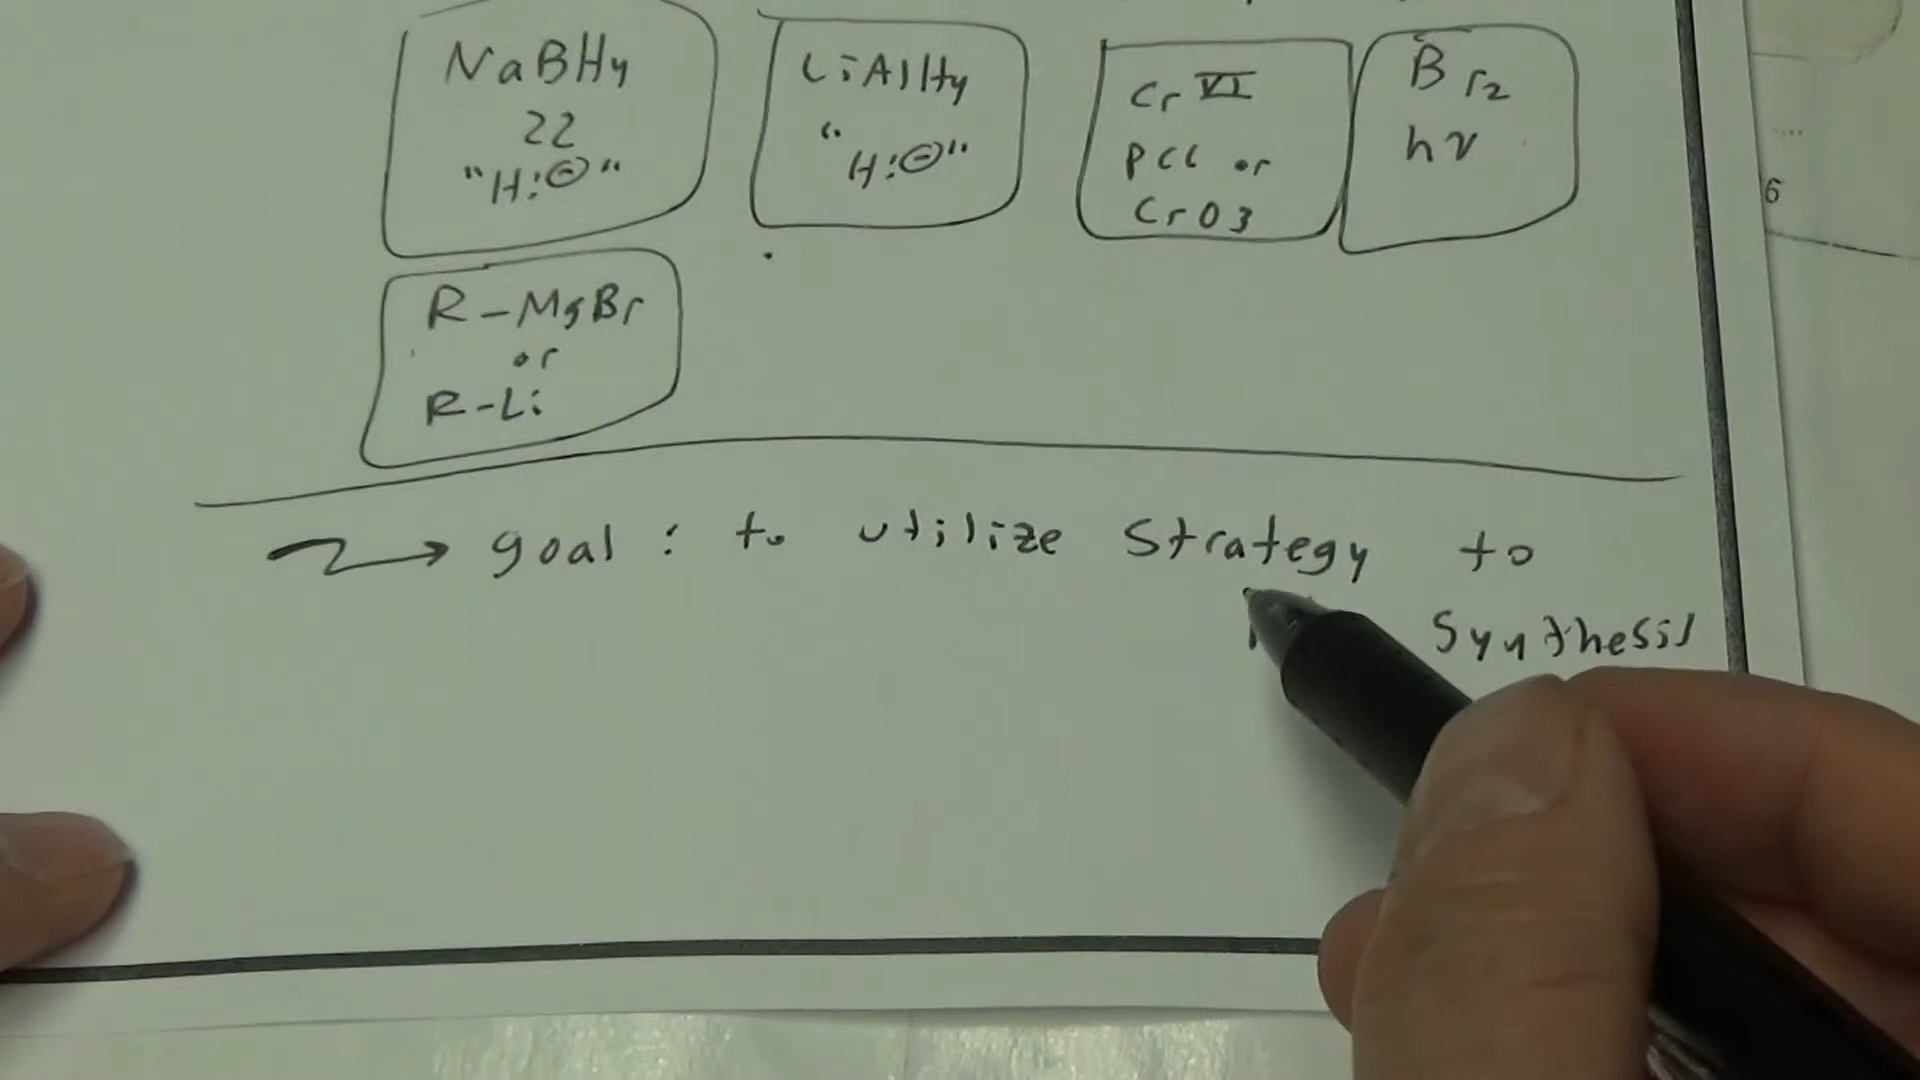 NaBH4
22
"H:⊖"
LiAlH4
"H:⊖"
Cr VI
PCC or
CrO3
Br2
hν
R-MgBr
or
R-Li
goal : to utilize strategy to
synthesis
6